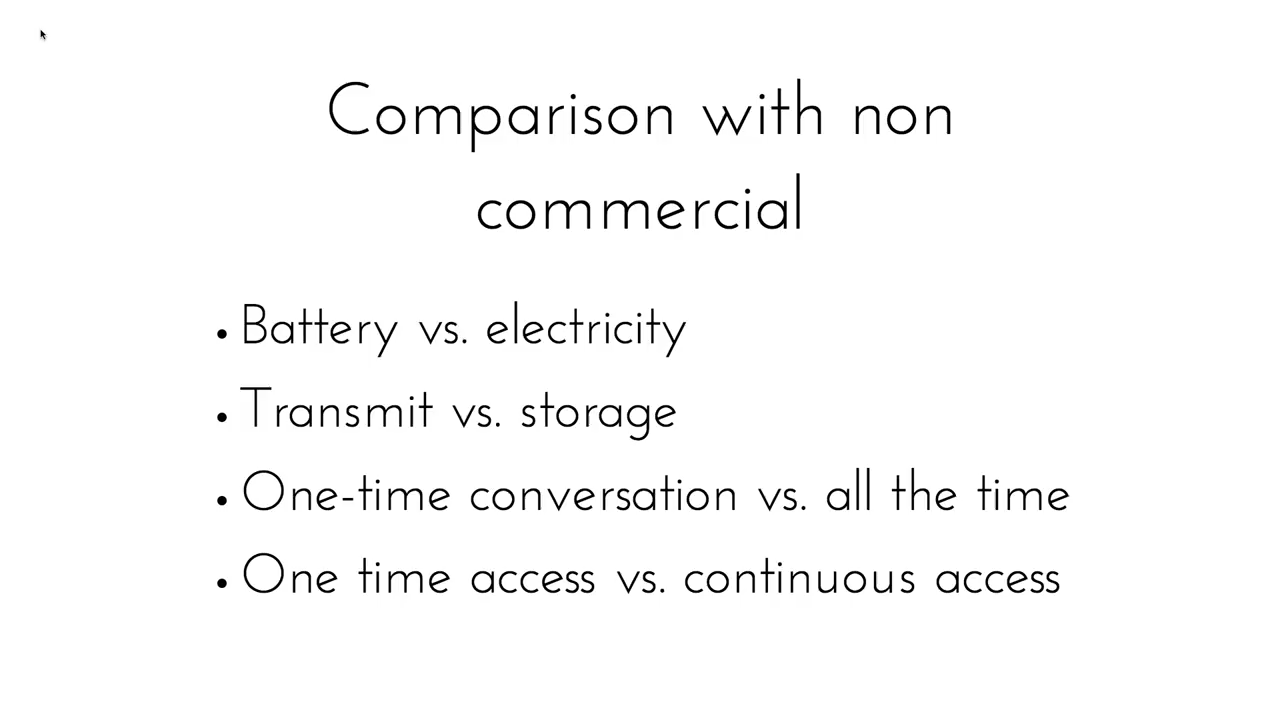 Comparison with non
commercial
• Battery vs. electricity
• Transmit vs. storage
• One-time conversation vs. all the time
• One time access vs. continuous access